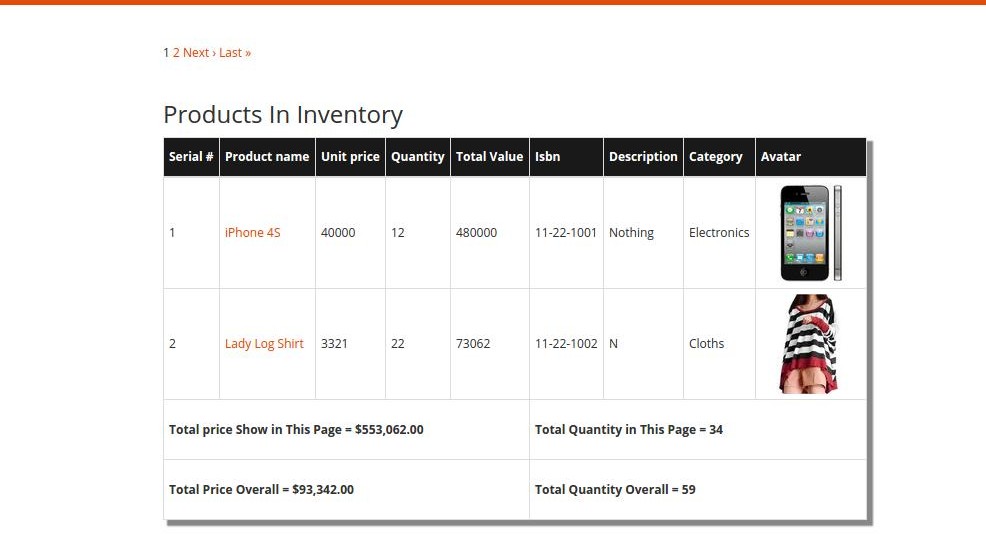 1 2 Next › Last »
Products In Inventory
Serial # Product name Unit price Quantity Total Value Isbn Description Category Avatar
1 iPhone 4S 40000 12 480000 11-22-1001 Nothing Electronics
2 Lady Log Shirt 3321 22 73062 11-22-1002 N Cloths
Total price Show in This Page = $553,062.00 Total Quantity in This Page = 34
Total Price Overall = $93,342.00 Total Quantity Overall = 59